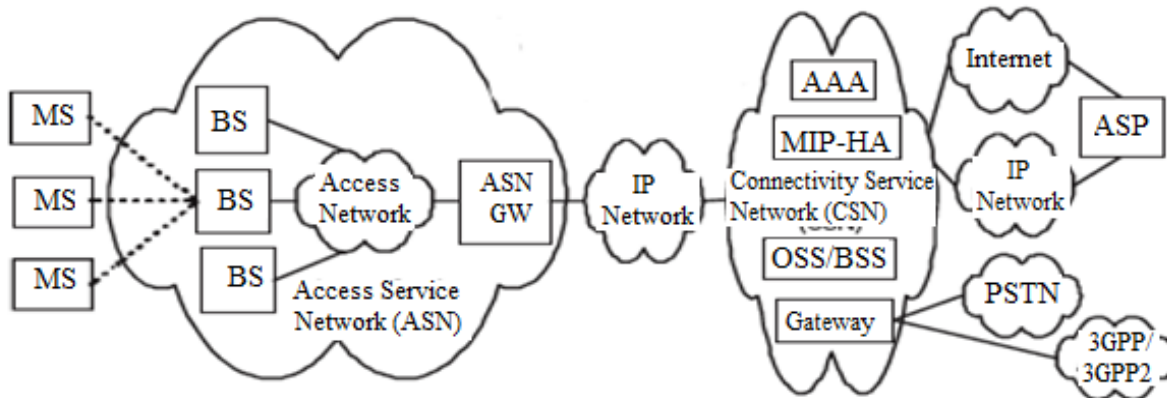 MS
MS
MS
BS
BS
BS
Access
Network
ASN
GW
Access Service
Network (ASN)
IP
Network
AAA
MIP-HA
Connectivity Service
Network (CSN)
OSS/BSS
Gateway
Internet
IP
Network
ASP
PSTN
3GPP/
3GPP2